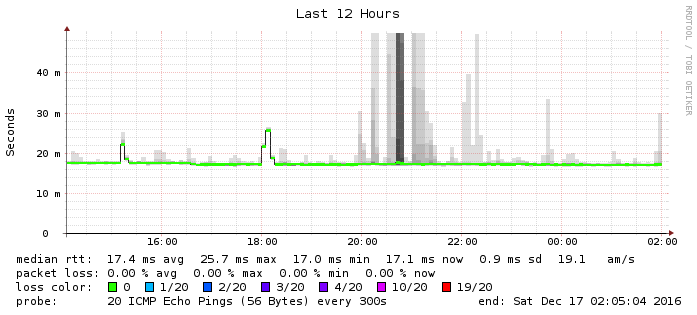 Last 12 Hours
RRDTOOL / TOBI OETIKER
Seconds
40 m
30 m
20 m
10 m
0
16:00 18:00 20:00 22:00 00:00 02:00
median rtt: 17.4 ms avg 25.7 ms max 17.0 ms min 17.1 ms now 0.9 ms sd 19.1 am/s
packet loss: 0.00 % avg 0.00 % max 0.00 % min 0.00 % now
loss color: 0 1/20 2/20 3/20 4/20 10/20 19/20
probe: 20 ICMP Echo Pings (56 Bytes) every 300s end: Sat Dec 17 02:05:04 2016